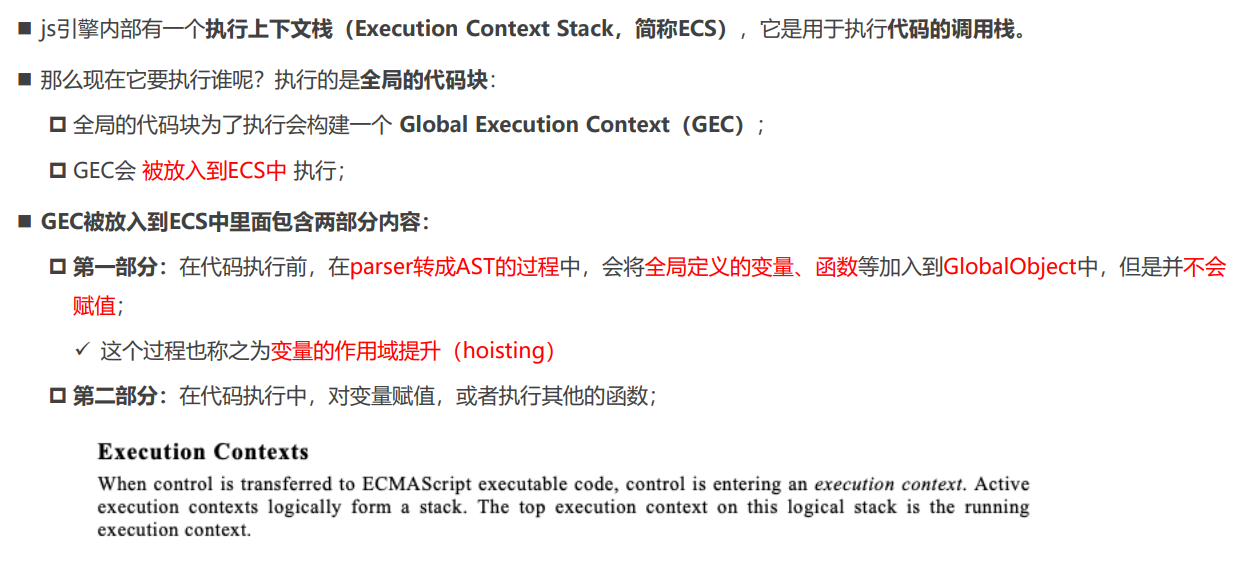 js引擎内部有一个执行上下文栈（Execution Context Stack，简称ECS），它是用于执行代码的调用栈。
那么现在它要执行谁呢？执行的是全局的代码块：
全局的代码块为了执行会构建一个 Global Execution Context（GEC）；
GEC会 被放入到ECS中 执行；
GEC被放入到ECS中里面包含两部分内容：
第一部分：在代码执行前，在parser转成AST的过程中，会将全局定义的变量、函数等加入到GlobalObject中，但是并不会
赋值；
✓ 这个过程也称之为变量的作用域提升（hoisting）
第二部分：在代码执行中，对变量赋值，或者执行其他的函数；
Execution Contexts
When control is transferred to ECMAScript executable code, control is entering an execution context. Active
execution contexts logically form a stack. The top execution context on this logical stack is the running
execution context.